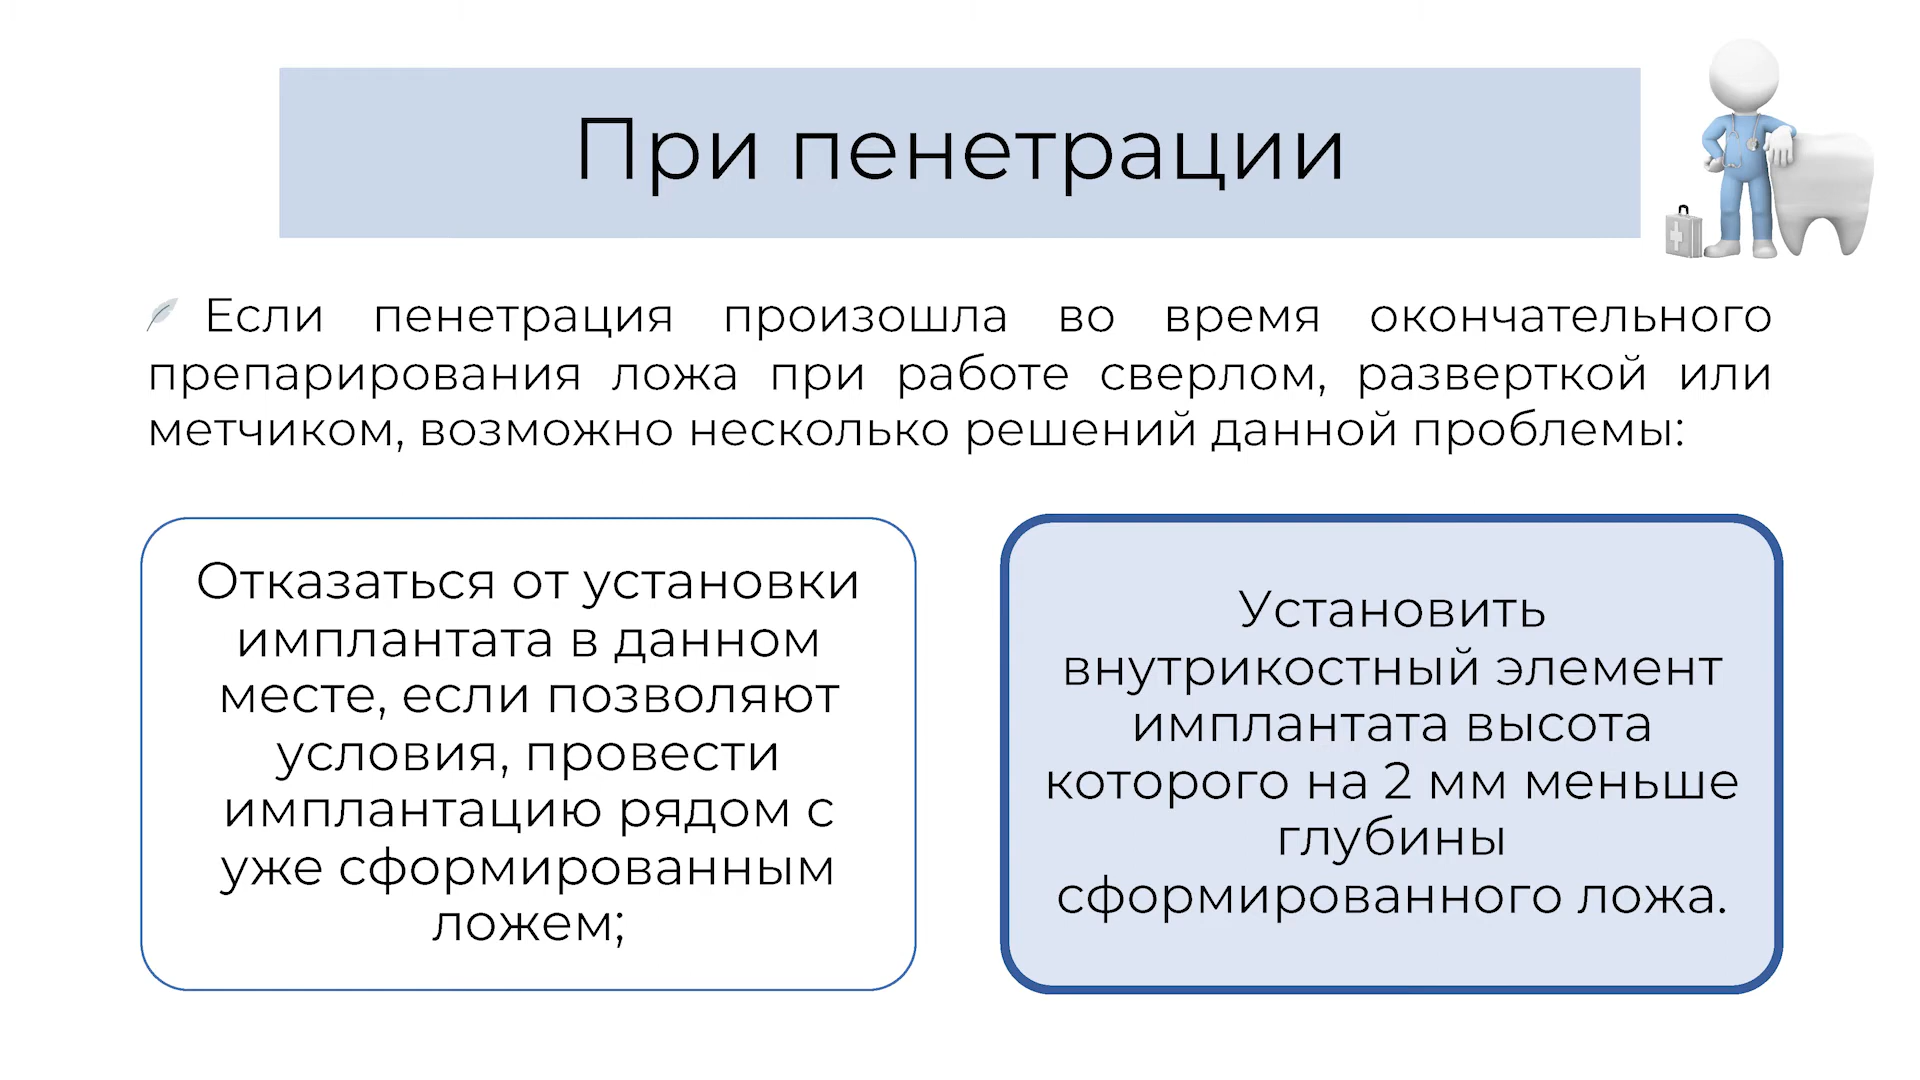 При пенетрации
Если пенетрация произошла во время окончательного
препарирования ложа при работе сверлом, разверткой или
метчиком, возможно несколько решений данной проблемы:
Отказаться от установки
имплантата в данном
месте, если позволяют
условия, провести
имплантацию рядом с
уже сформированным
ложем;
Установить
внутрикостный элемент
имплантата высота
которого на 2 мм меньше
глубины
сформированного ложа.